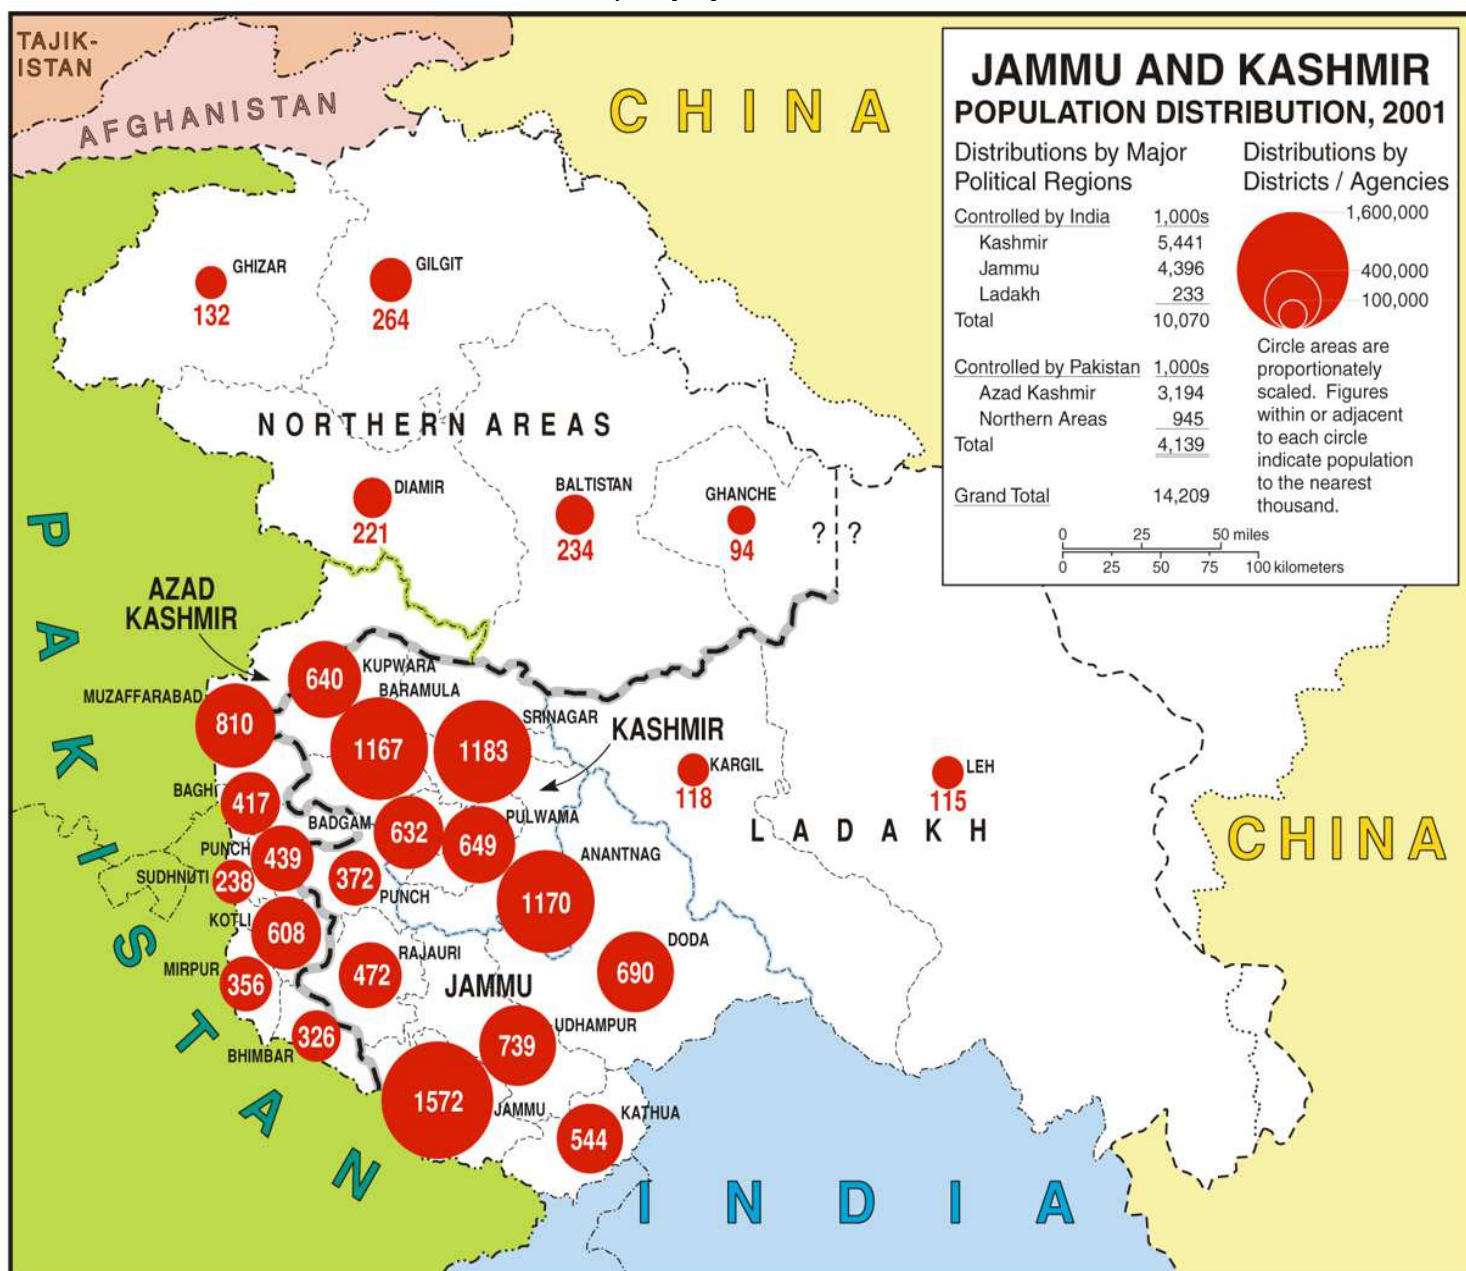 TAJIK-
ISTAN
AFGHANISTAN
CHINA
JAMMU AND KASHMIR
POPULATION DISTRIBUTION, 2001
Distributions by Major
Political Regions
Controlled by India 1,000s
Kashmir 5,441
Jammu 4,396
Ladakh 233
Total 10,070
Controlled by Pakistan 1,000s
Azad Kashmir 3,194
Northern Areas 945
Total 4,139
Grand Total 14,209
Distributions by
Districts / Agencies
1,600,000
400,000
100,000
Circle areas are
proportionately
scaled. Figures
within or adjacent
to each circle
indicate population
to the nearest
thousand.
0 25 50 miles
0 25 50 75 100 kilometers
GHIZAR
132
GILGIT
264
NORTHERN AREAS
DIAMIR
221
BALTISTAN
234
GHANCHE
94
? ?
PAKISTAN
AZAD
KASHMIR
640
KUPWARA
MUZAFFARABAD
810
BARAMULA
1167
SRINAGAR
1183
KASHMIR
KARGIL
118
LEH
115
LADAKH
CHINA
BAGH
417
BADGAM
632
PULWAMA
649
PUNCH
439
SUDHNUTI
238
372
PUNCH
ANANTNAG
1170
KOTLI
608
DODA
690
MIRPUR
356
RAJAURI
472
JAMMU
BHIMBAR
326
UDHAMPUR
739
1572
JAMMU
KATHUA
544
INDIA